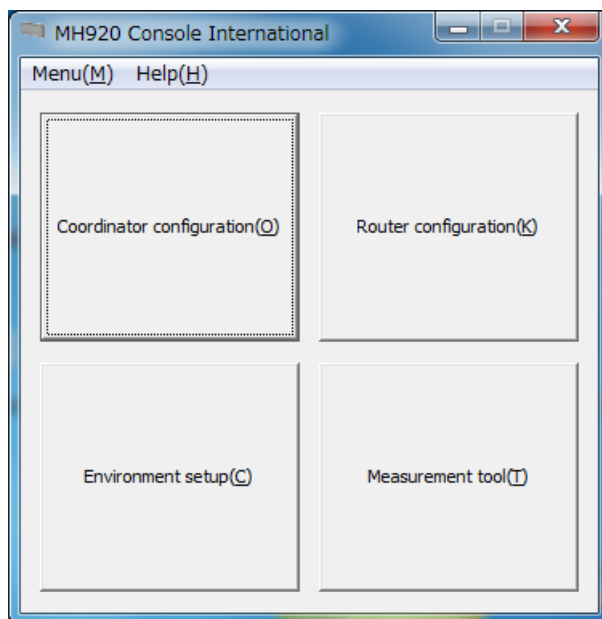 MH920 Console International
Menu(M) Help(H)
Coordinator configuration(O) Router configuration(K)
Environment setup(C) Measurement tool(T)